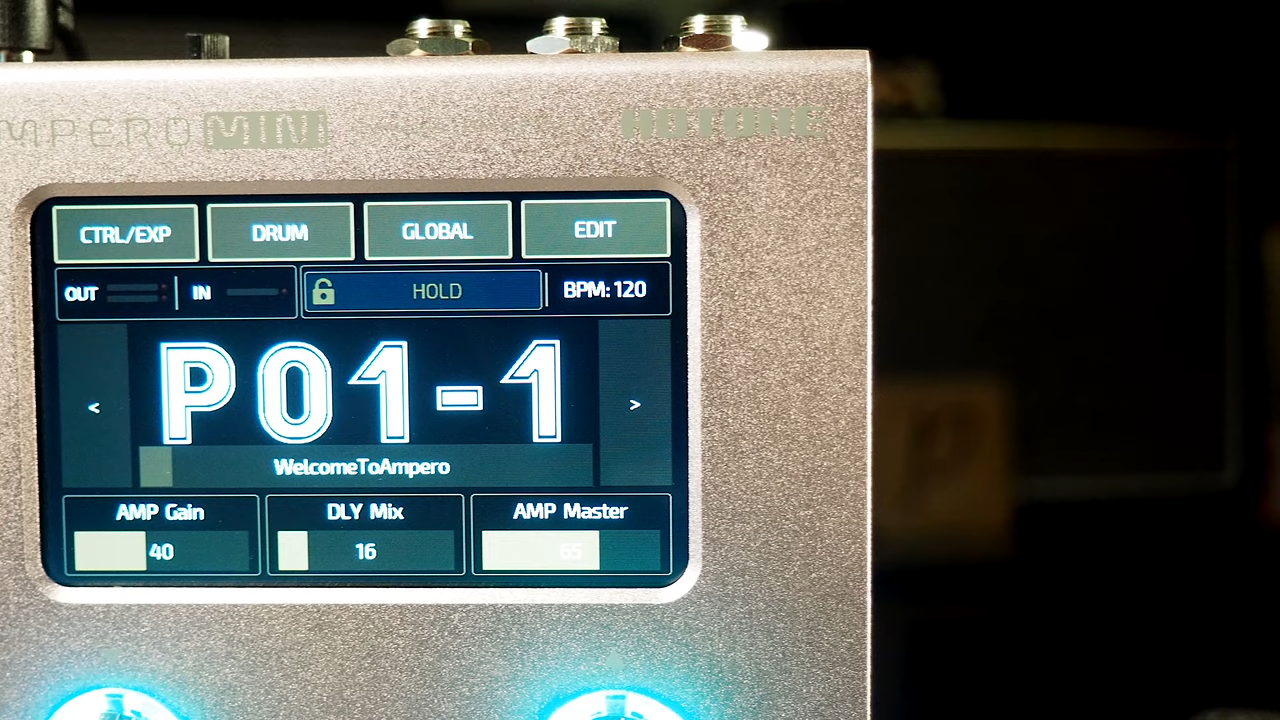 MPERO MINI HOTONE
CTRL/EXP DRUM GLOBAL EDIT
OUT IN HOLD BPM: 120
P01-1
< >
WelcomeToAmpero
AMP Gain DLY Mix AMP Master
40 16 65